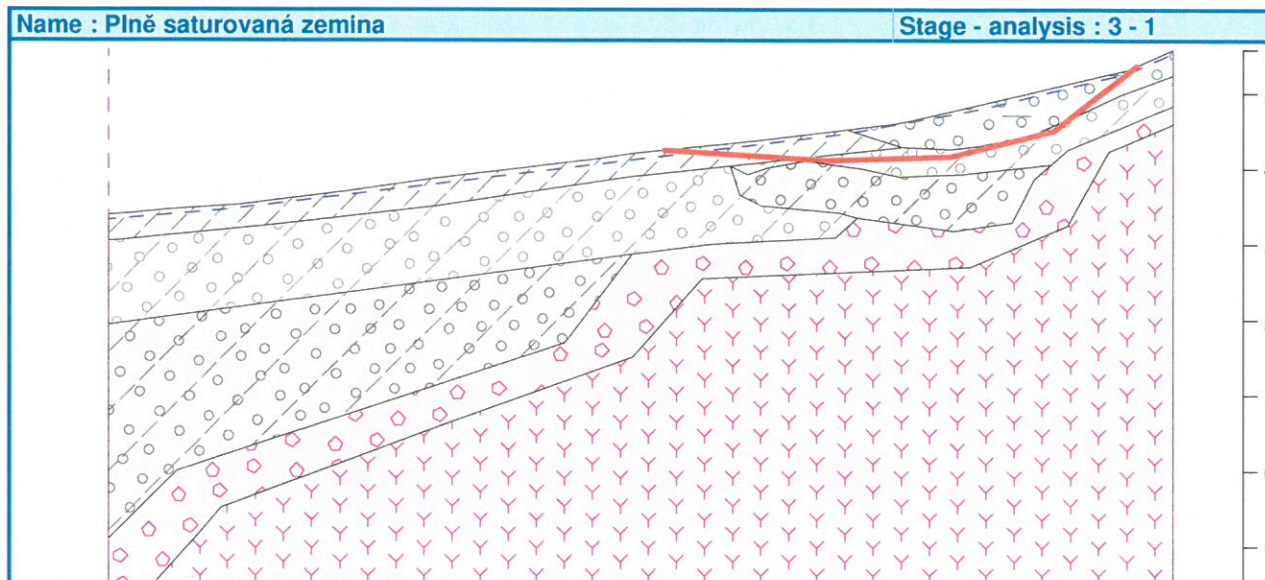 Name : Plně saturovaná zemina
Stage - analysis : 3 - 1